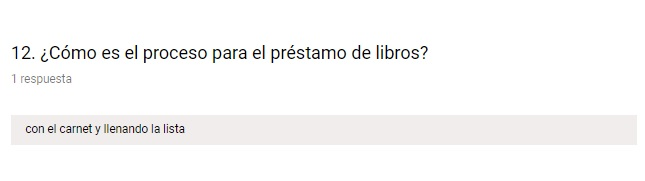 12. ¿Cómo es el proceso para el préstamo de libros?
1 respuesta
con el carnet y llenando la lista